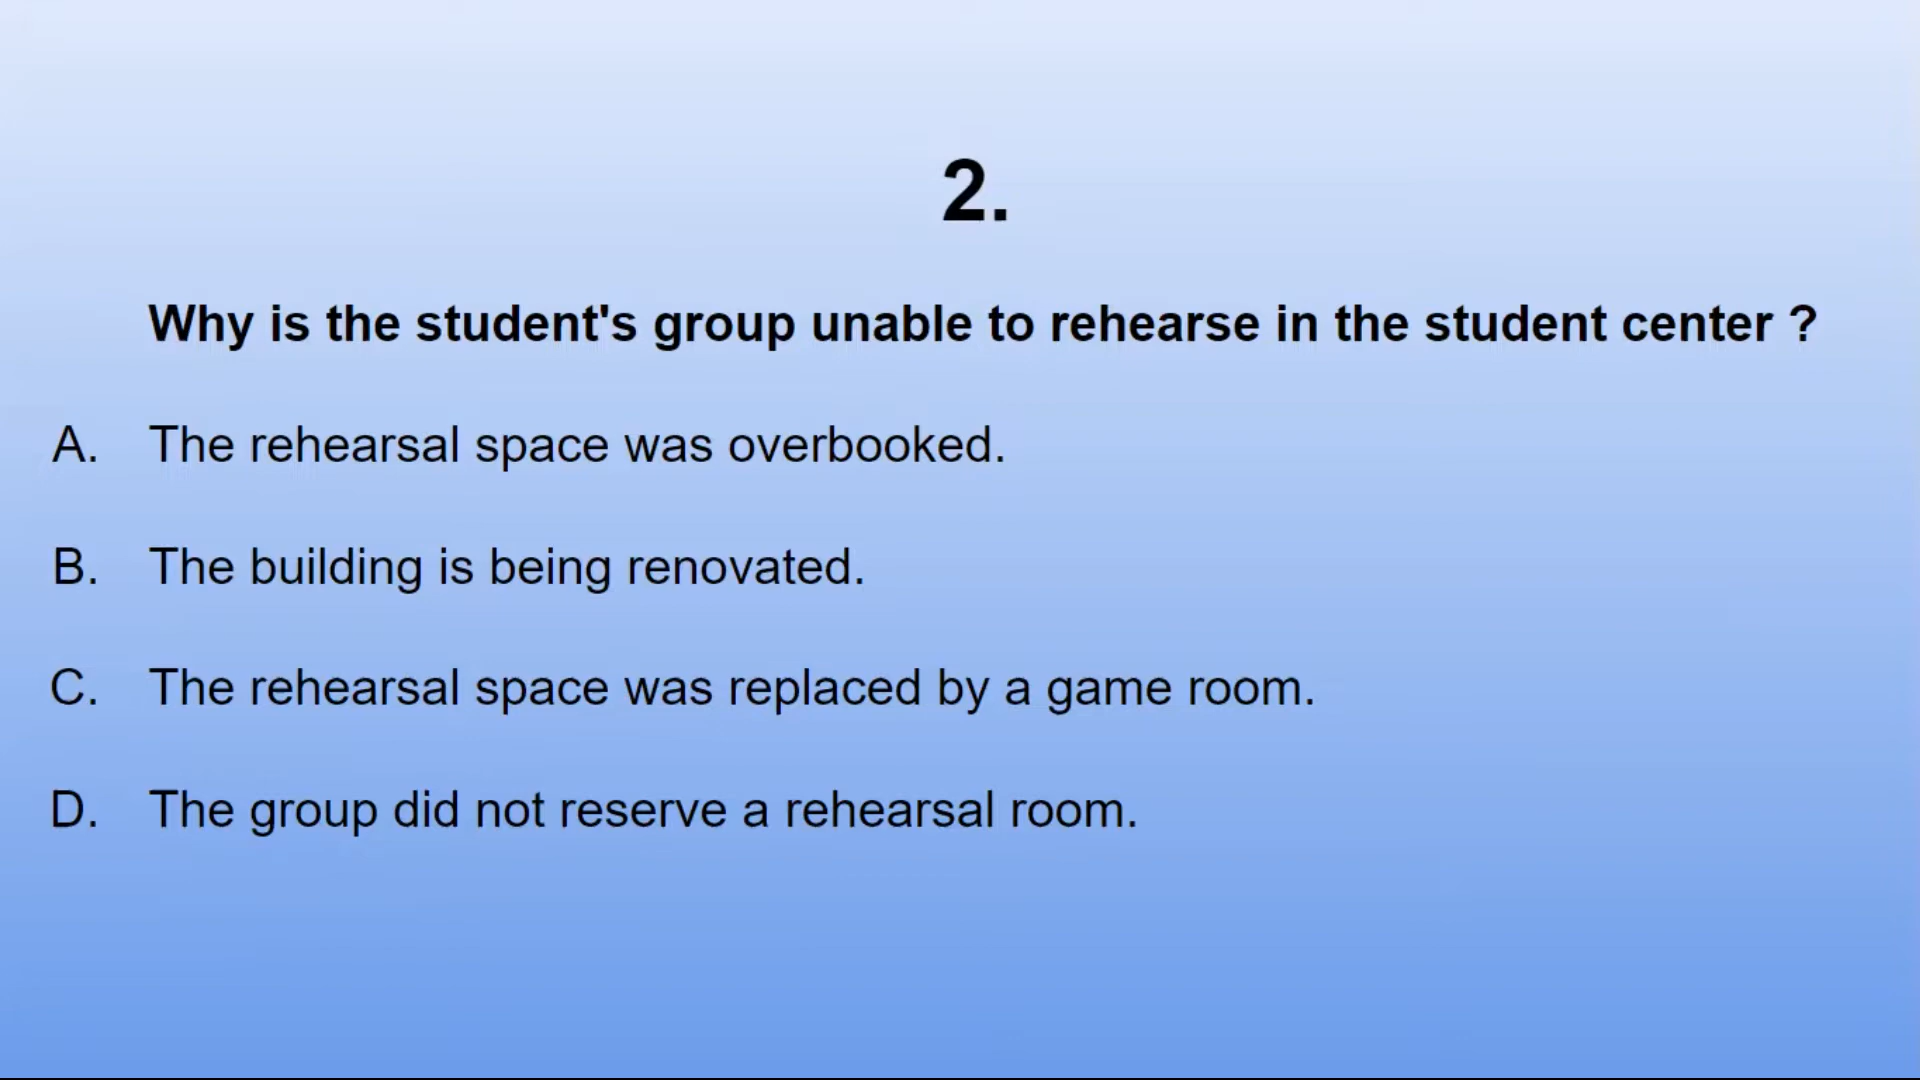 2.
Why is the student's group unable to rehearse in the student center ?
A. The rehearsal space was overbooked.
B. The building is being renovated.
C. The rehearsal space was replaced by a game room.
D. The group did not reserve a rehearsal room.